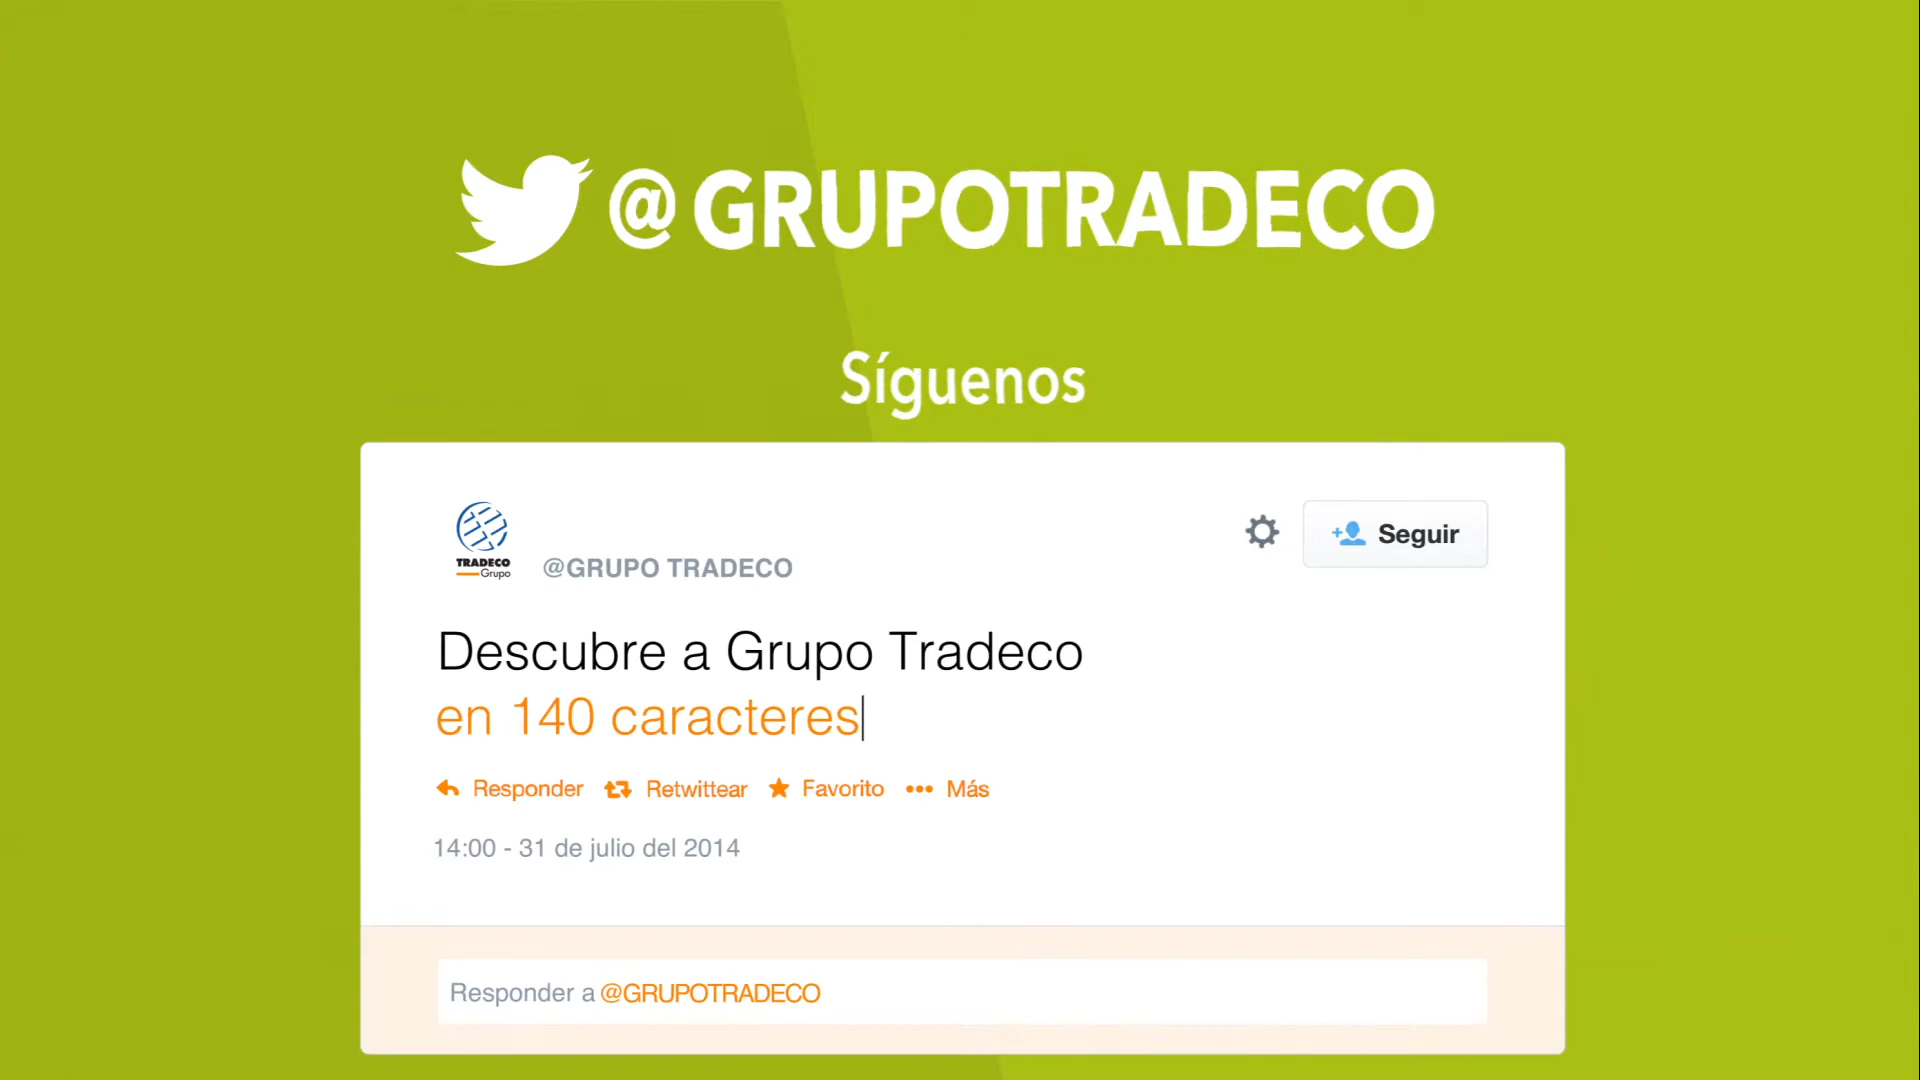 @GRUPOTRADECO
Síguenos
TRADECO
Grupo
@GRUPO TRADECO
Seguir
Descubre a Grupo Tradeco
en 140 caracteres
Responder Retwittear Favorito Más
14:00 - 31 de julio del 2014
Responder a @GRUPOTRADECO